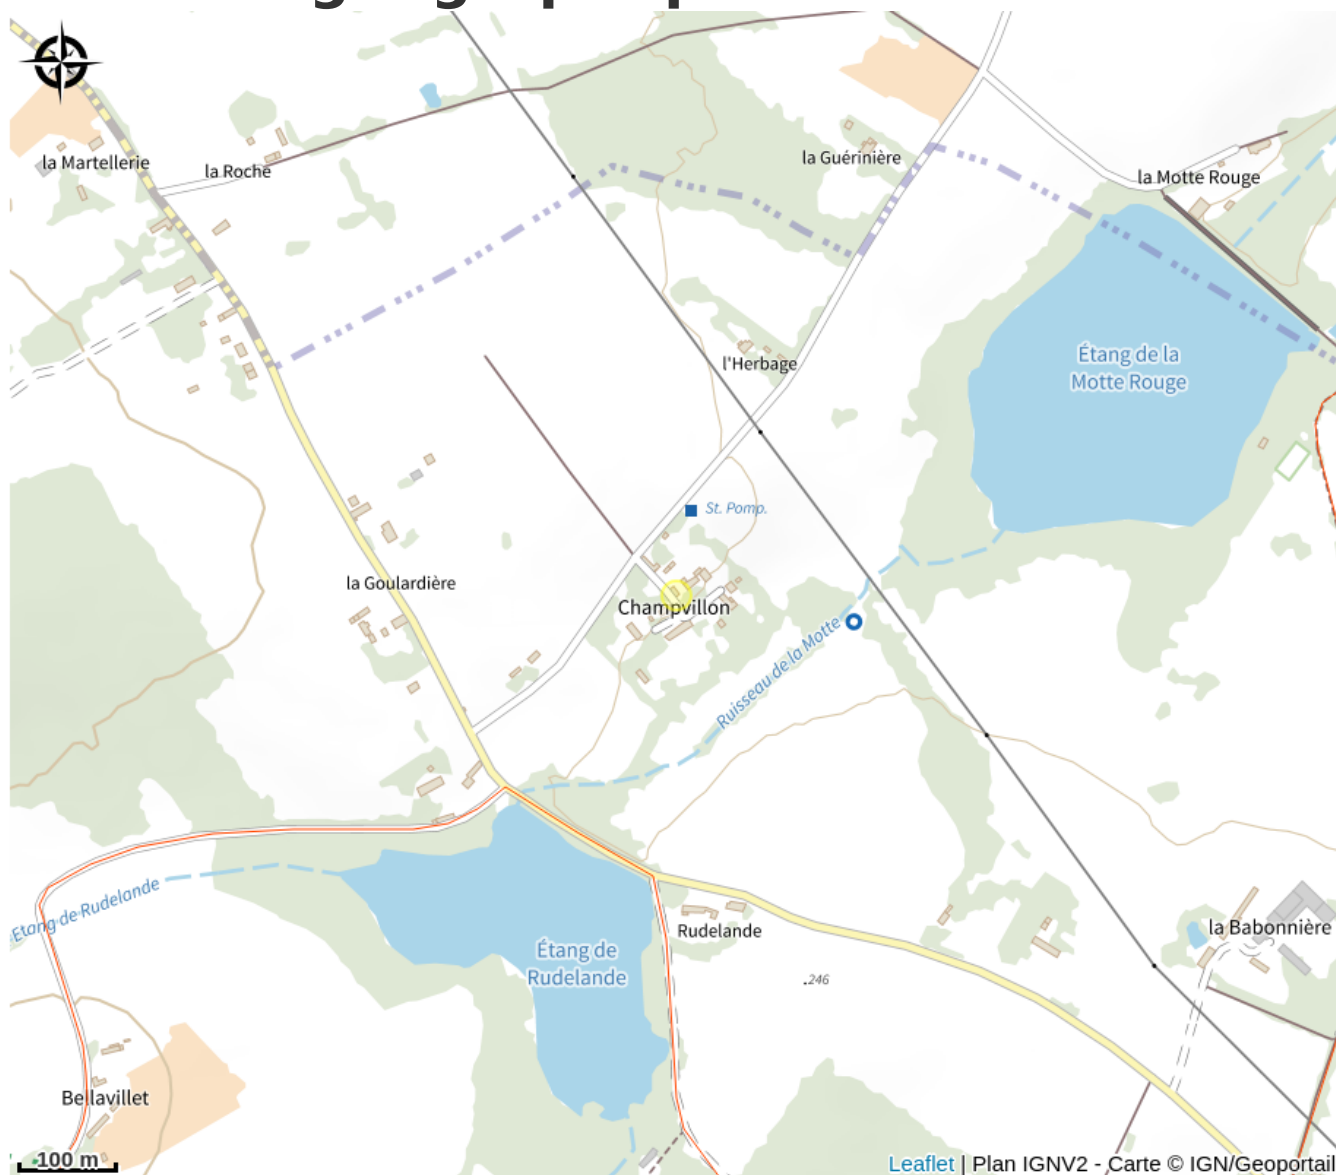 la Martellerie
la Roche
la Guérinière
la Motte Rouge
l'Herbage
Étang de la
Motte Rouge
St. Pomp.
la Goulardière
Champvillon
Ruisseau de la Motte
Etang de Rudelande
Rudelande
la Babonnière
Étang de
Rudelande
.246
Bellavillet
100 m
Leaflet | Plan IGNV2 - Carte © IGN/Geoportail